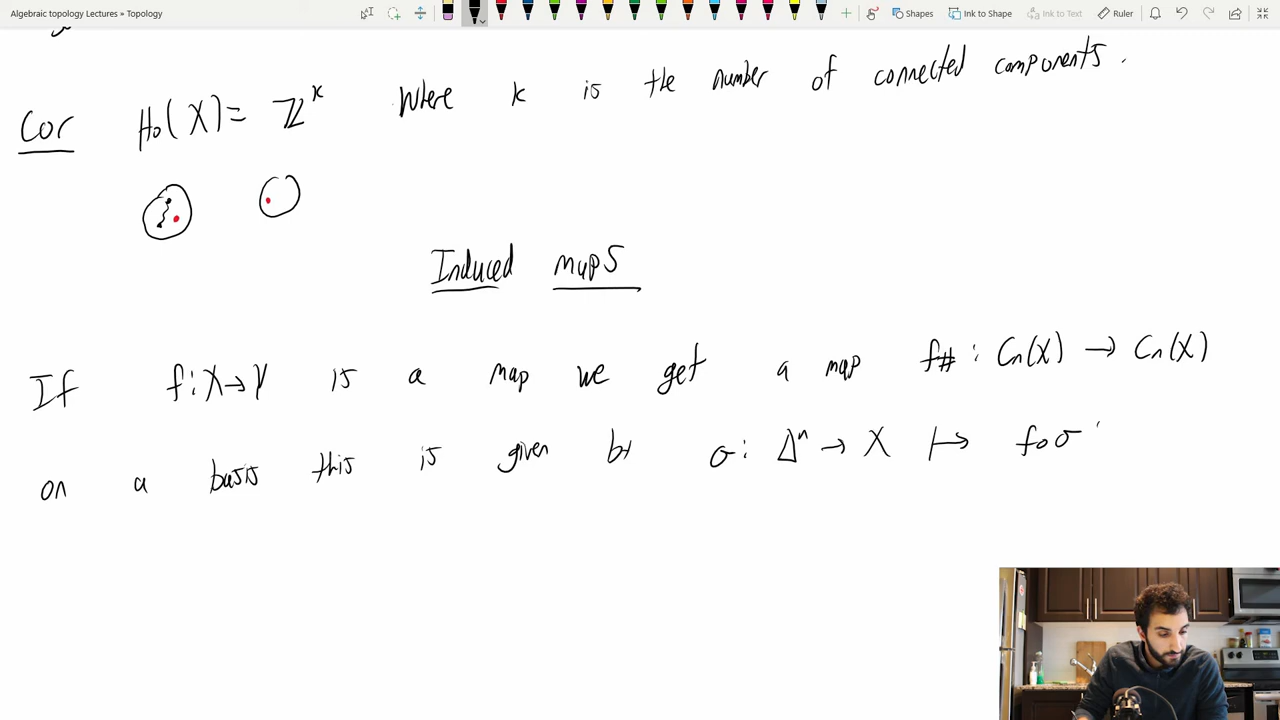 Algebraic topology Lectures » Topology
Shapes Ink to Shape Ink to Text Ruler
Cor H₀(X) = ℤᵏ Where k is the number of connected components.
Induced maps
If f: X → Y is a map we get a map f# : Cn(X) → Cn(X)
on a basis this is given by σ: Δⁿ → X ↦ f∘σ